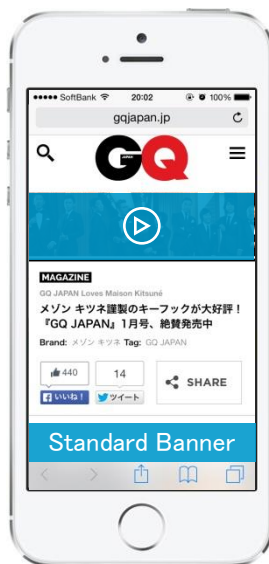 SoftBank 20:02 100%
gqjapan.jp
GQ
JAPAN
MAGAZINE
GQ JAPAN Loves Maison Kitsuné
メゾン キツネ謹製のキーフックが大好評！
『GQ JAPAN』1月号、絶賛発売中
Brand: メゾン キツネ Tag: GQ JAPAN
440 14 SHARE
いいね！ ツイート
Standard Banner